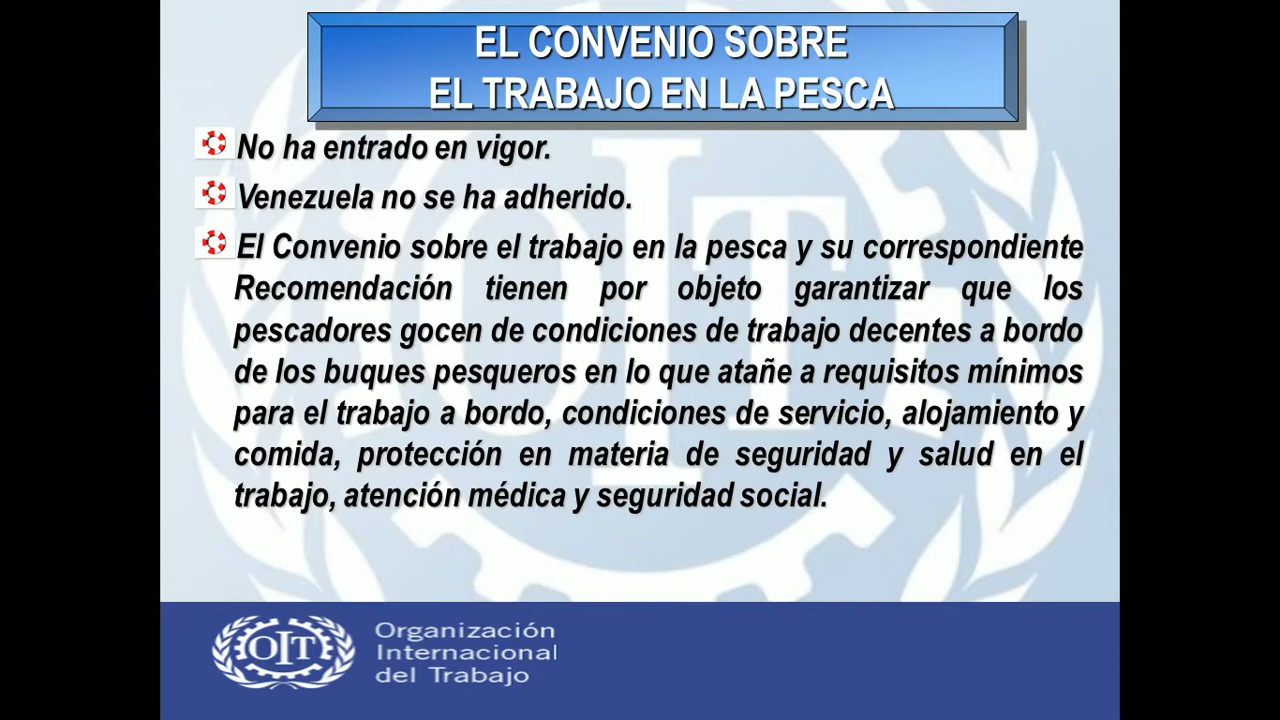 EL CONVENIO SOBRE
EL TRABAJO EN LA PESCA
No ha entrado en vigor.
Venezuela no se ha adherido.
El Convenio sobre el trabajo en la pesca y su correspondiente
Recomendación tienen por objeto garantizar que los
pescadores gocen de condiciones de trabajo decentes a bordo
de los buques pesqueros en lo que atañe a requisitos mínimos
para el trabajo a bordo, condiciones de servicio, alojamiento y
comida, protección en materia de seguridad y salud en el
trabajo, atención médica y seguridad social.
OIT
OIT
Organización
Internacional
del Trabajo